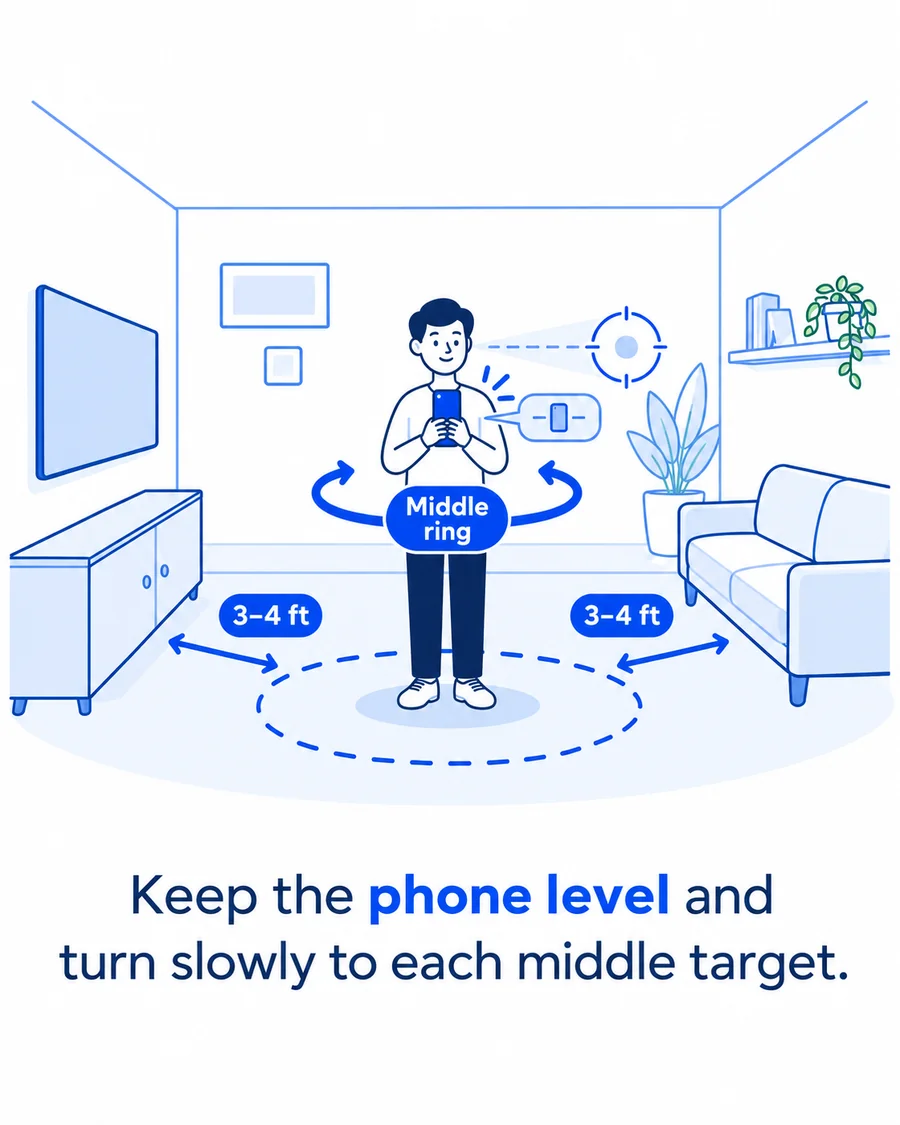 Middle
ring
3–4 ft
3–4 ft
Keep the phone level and
turn slowly to each middle target.